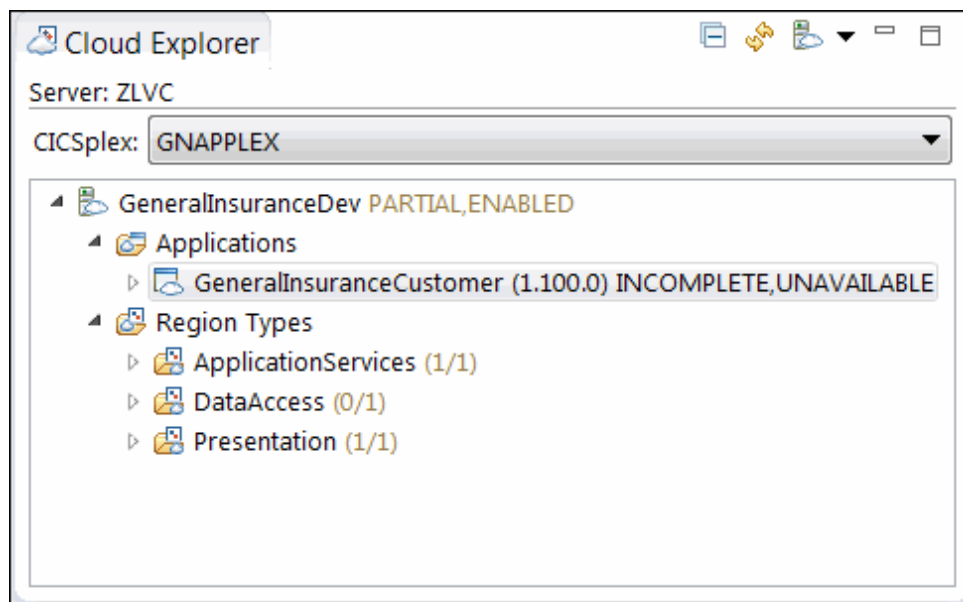 Cloud Explorer
Server: ZLVC
CICSplex: GNAPPLEX
GeneralInsuranceDev PARTIAL,ENABLED
Applications
GeneralInsuranceCustomer (1.100.0) INCOMPLETE,UNAVAILABLE
Region Types
ApplicationServices (1/1)
DataAccess (0/1)
Presentation (1/1)